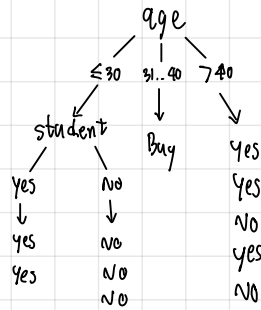 age
≤30 31..40 >40
student Buy
Yes
yes NO Yes
NO
yes NO yes
Yes NO NO
NO